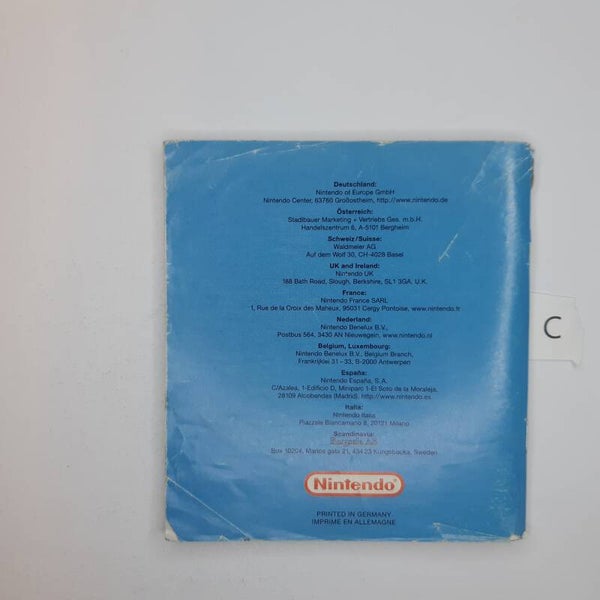 Deutschland:
Nintendo of Europe GmbH
Nintendo Center, 63760 Großostheim, http://www.nintendo.de
Österreich:
Stadlbauer Marketing + Vertriebs Ges. m.b.H.
Handelszentrum 6, A-5101 Bergheim
Schweiz/Suisse:
Waldmeier AG
Auf dem Wolf 30, CH-4028 Basel
UK and Ireland:
Nintendo UK
188 Bath Road, Slough, Berkshire, SL1 3GA. U.K.
France:
Nintendo France SARL
1, Rue de la Croix des Maheux, 95031 Cergy Pontoise, www.nintendo.fr
Nederland:
Nintendo Benelux B.V.,
Postbus 564, 3430 AN Nieuwegein, www.nintendo.nl
Belgium, Luxembourg:
Nintendo Benelux B.V., Belgium Branch,
Frankrijklei 31–33, B-2000 Antwerpen
España:
Nintendo España, S.A.
C/Azalea, 1-Edificio D, Miniparc 1-El Soto de la Moraleja,
28109 Alcobendas (Madrid). http://www.nintendo.es
Italia:
Nintendo Italia
Piazzale Biancamano 8, 20121 Milano
Scandinavia:
Bergsala AB
Box 10204, Marios gata 21, 434 23 Kungsbacka, Sweden
Nintendo®
PRINTED IN GERMANY
IMPRIMÉ EN ALLEMAGNE
C